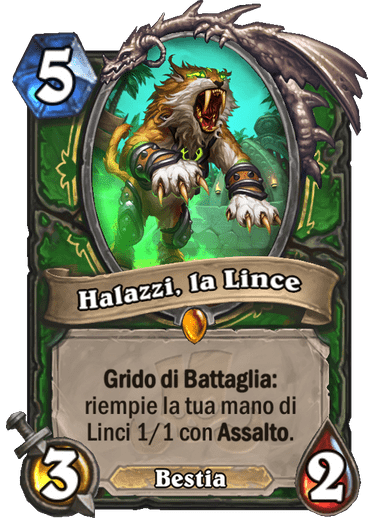 5
Halazzi, la Lince
Grido di Battaglia:
riempie la tua mano di
Linci 1/1 con Assalto.
3
Bestia
2